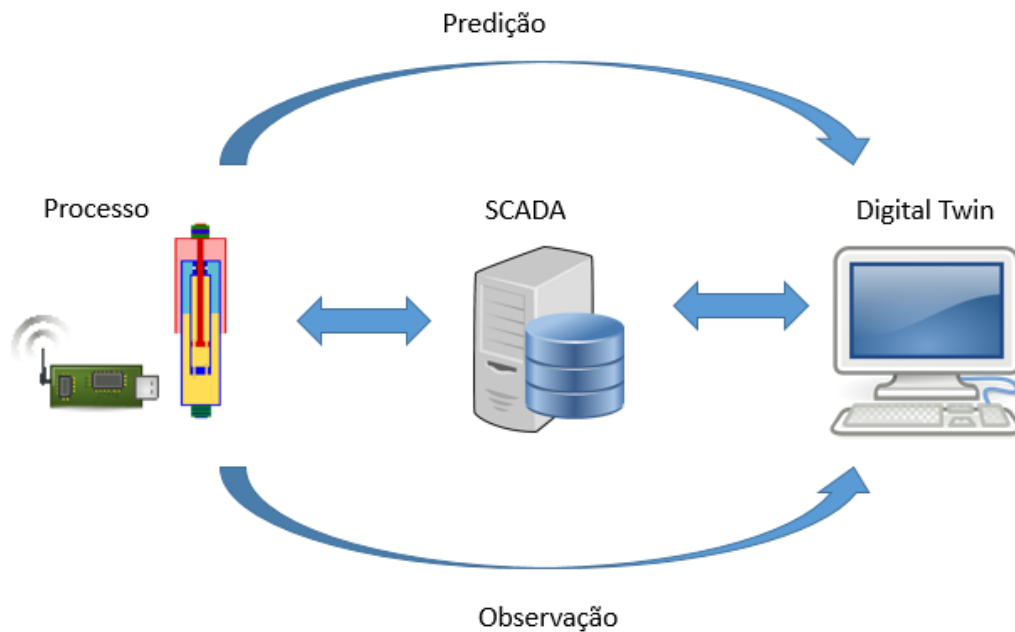 Predição
Processo
SCADA
Digital Twin
Observação